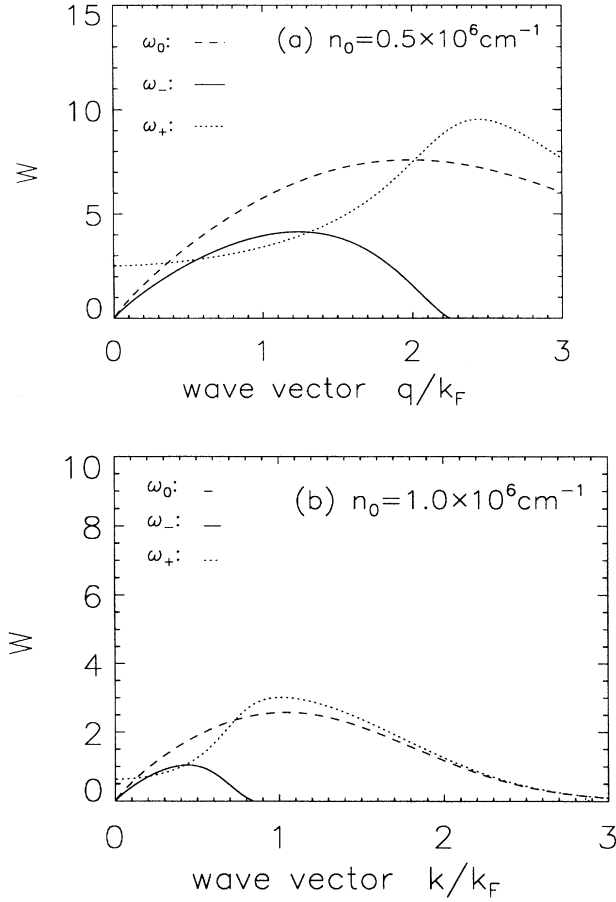 15
(a) n₀=0.5×10⁶cm⁻¹
ω₀:
ω₋:
ω₊:
10
W
5
0
0 1 2 3
wave vector q/k_F
10
(b) n₀=1.0×10⁶cm⁻¹
ω₀:
ω₋:
ω₊:
8
6
W
4
2
0
0 1 2 3
wave vector k/k_F